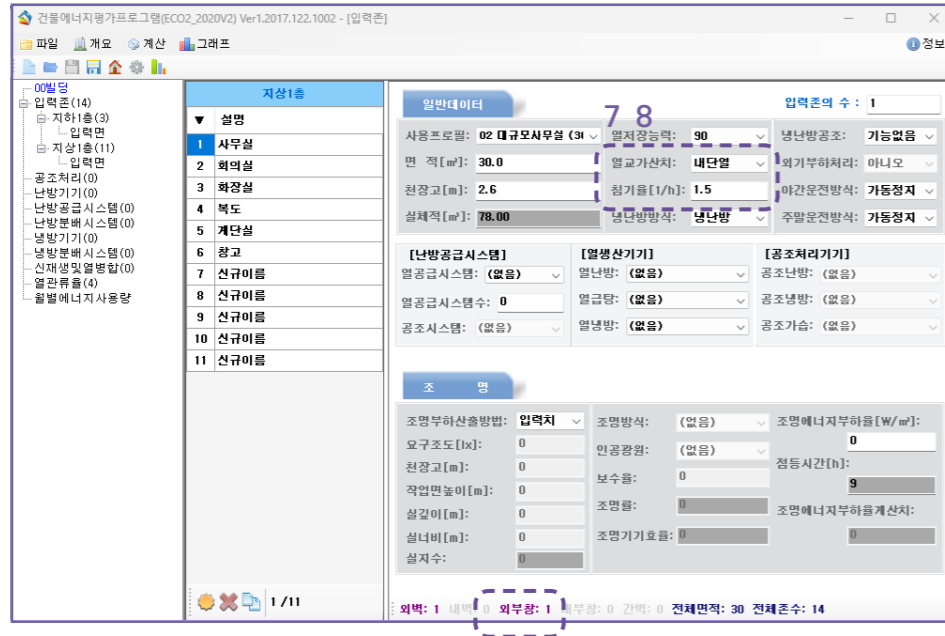 건물에너지평가프로그램(ECO2_2020V2) Ver1.2017.122.1002 - [입력존]
파일 개요 계산 그래프 정보
00빌딩
입력존(14)
지하1층(3)
입력면
지상1층(11)
입력면
공조처리(0)
난방기기(0)
난방공급시스템(0)
난방분배시스템(0)
냉방기기(0)
냉방분배시스템(0)
신재생및열병합(0)
열관류율(4)
월별에너지사용량
지상1층
▼ 설명
1 사무실
2 회의실
3 화장실
4 복도
5 계단실
6 창고
7 신규이름
8 신규이름
9 신규이름
10 신규이름
11 신규이름
1 /11
일반데이터
7 8
입력존의 수 : 1
사용프로필: 02 대규모사무실 (30 열저장능력: 90 냉난방공조: 기능없음
면 적[㎡]: 30.0 열교가산치: 내단열 외기부하처리: 아니오
천장고[m]: 2.6 침기율[1/h]: 1.5 야간운전방식: 가동정지
실체적[㎥]: 78.00 냉난방방식: 냉난방 주말운전방식: 가동정지
[난방공급시스템] [열생산기기] [공조처리기기]
열공급시스템: (없음) 열난방: (없음) 공조난방: (없음)
열공급시스템수: 0 열급탕: (없음) 공조냉방: (없음)
공조시스템: (없음) 열냉방: (없음) 공조가습: (없음)
조 명
조명부하산출방법: 입력치 조명방식: (없음) 조명에너지부하율[W/㎡]:
요구조도[lx]: 0 인공광원: (없음) 0
천장고[m]: 0 보수율: 0 점등시간[h]:
작업면높이[m]: 0 9
실깊이[m]: 0 조명률: 0 조명에너지부하율계산치:
실너비[m]: 0 조명기기효율: 0 0
실지수: 0
외벽: 1 내벽: 0 외부창: 1 내부창: 0 간벽: 0 전체면적: 30 전체존수: 14